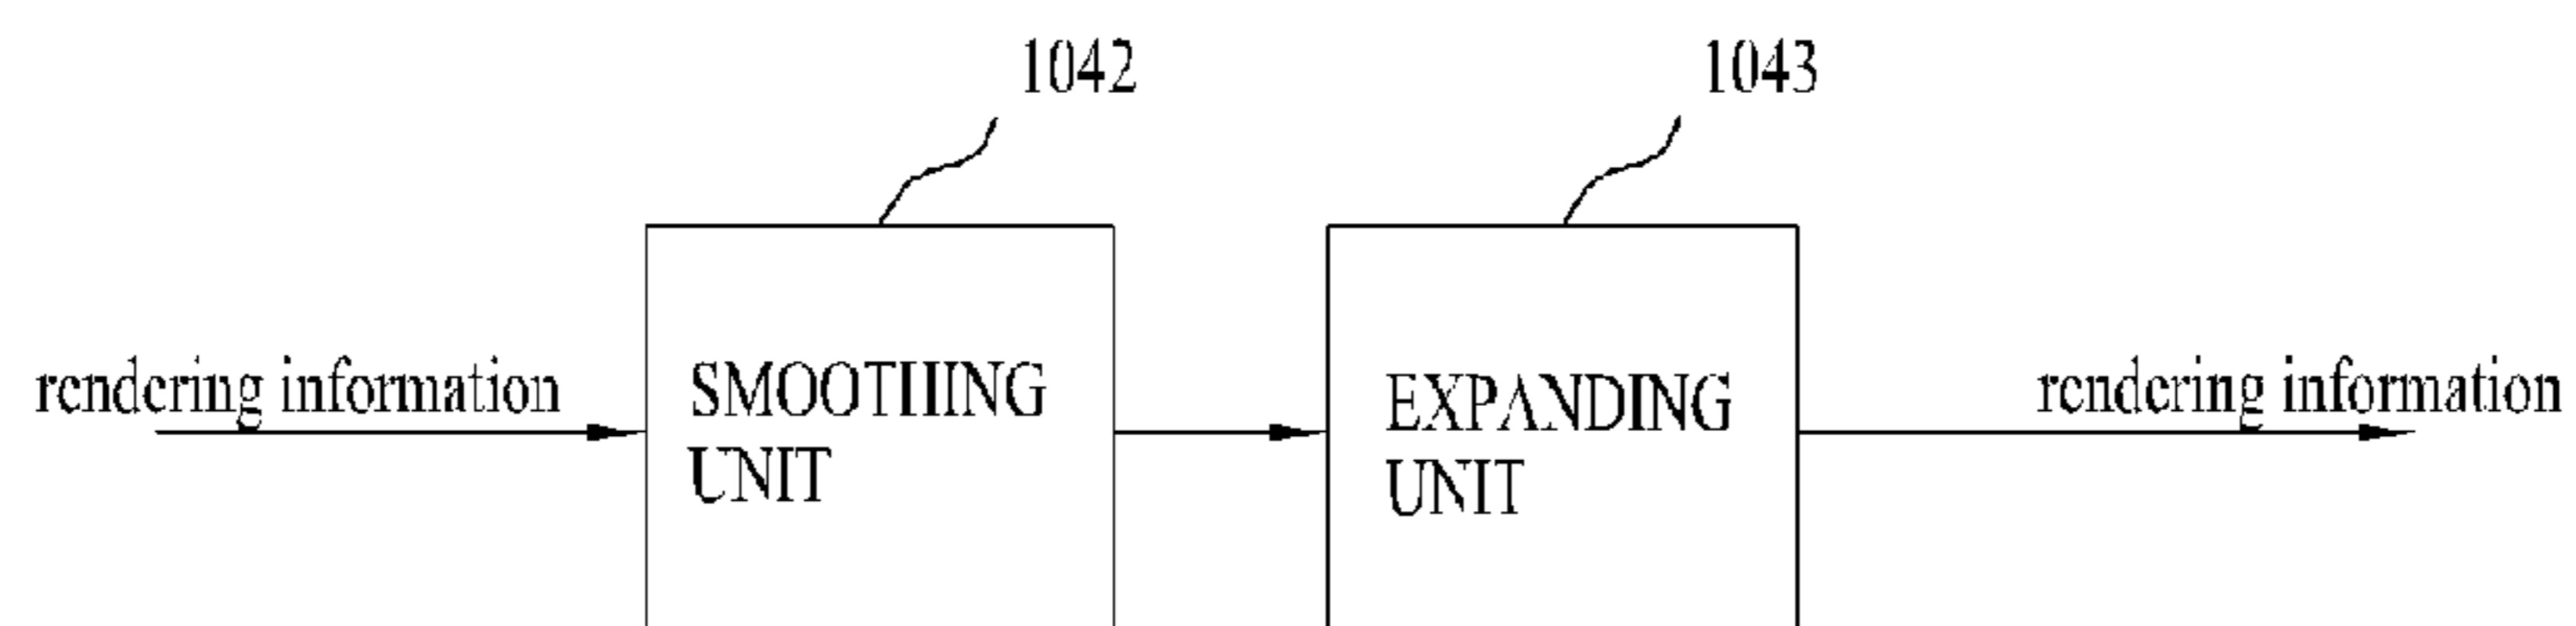 1042
1043
rendering information
SMOOTHING
UNIT
EXPANDING
UNIT
rendering information